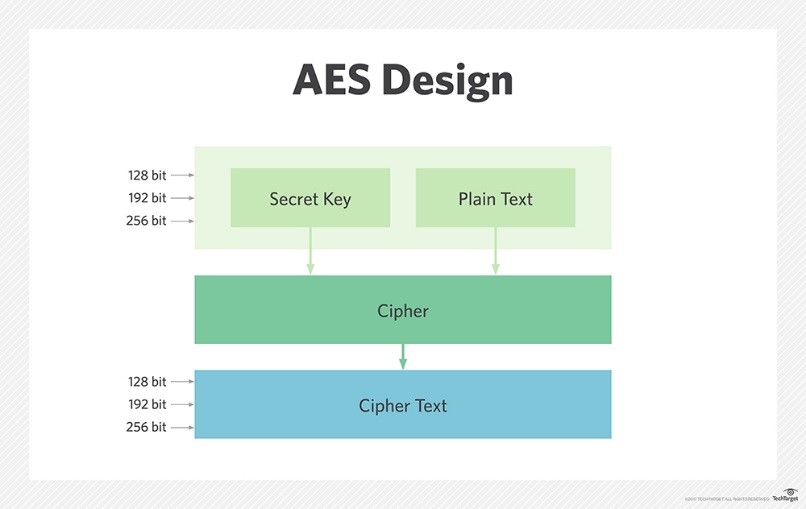 AES Design
128 bit
192 bit
256 bit
Secret Key
Plain Text
Cipher
128 bit
192 bit
256 bit
Cipher Text
©2017 TECHTARGET. ALL RIGHTS RESERVED TechTarget